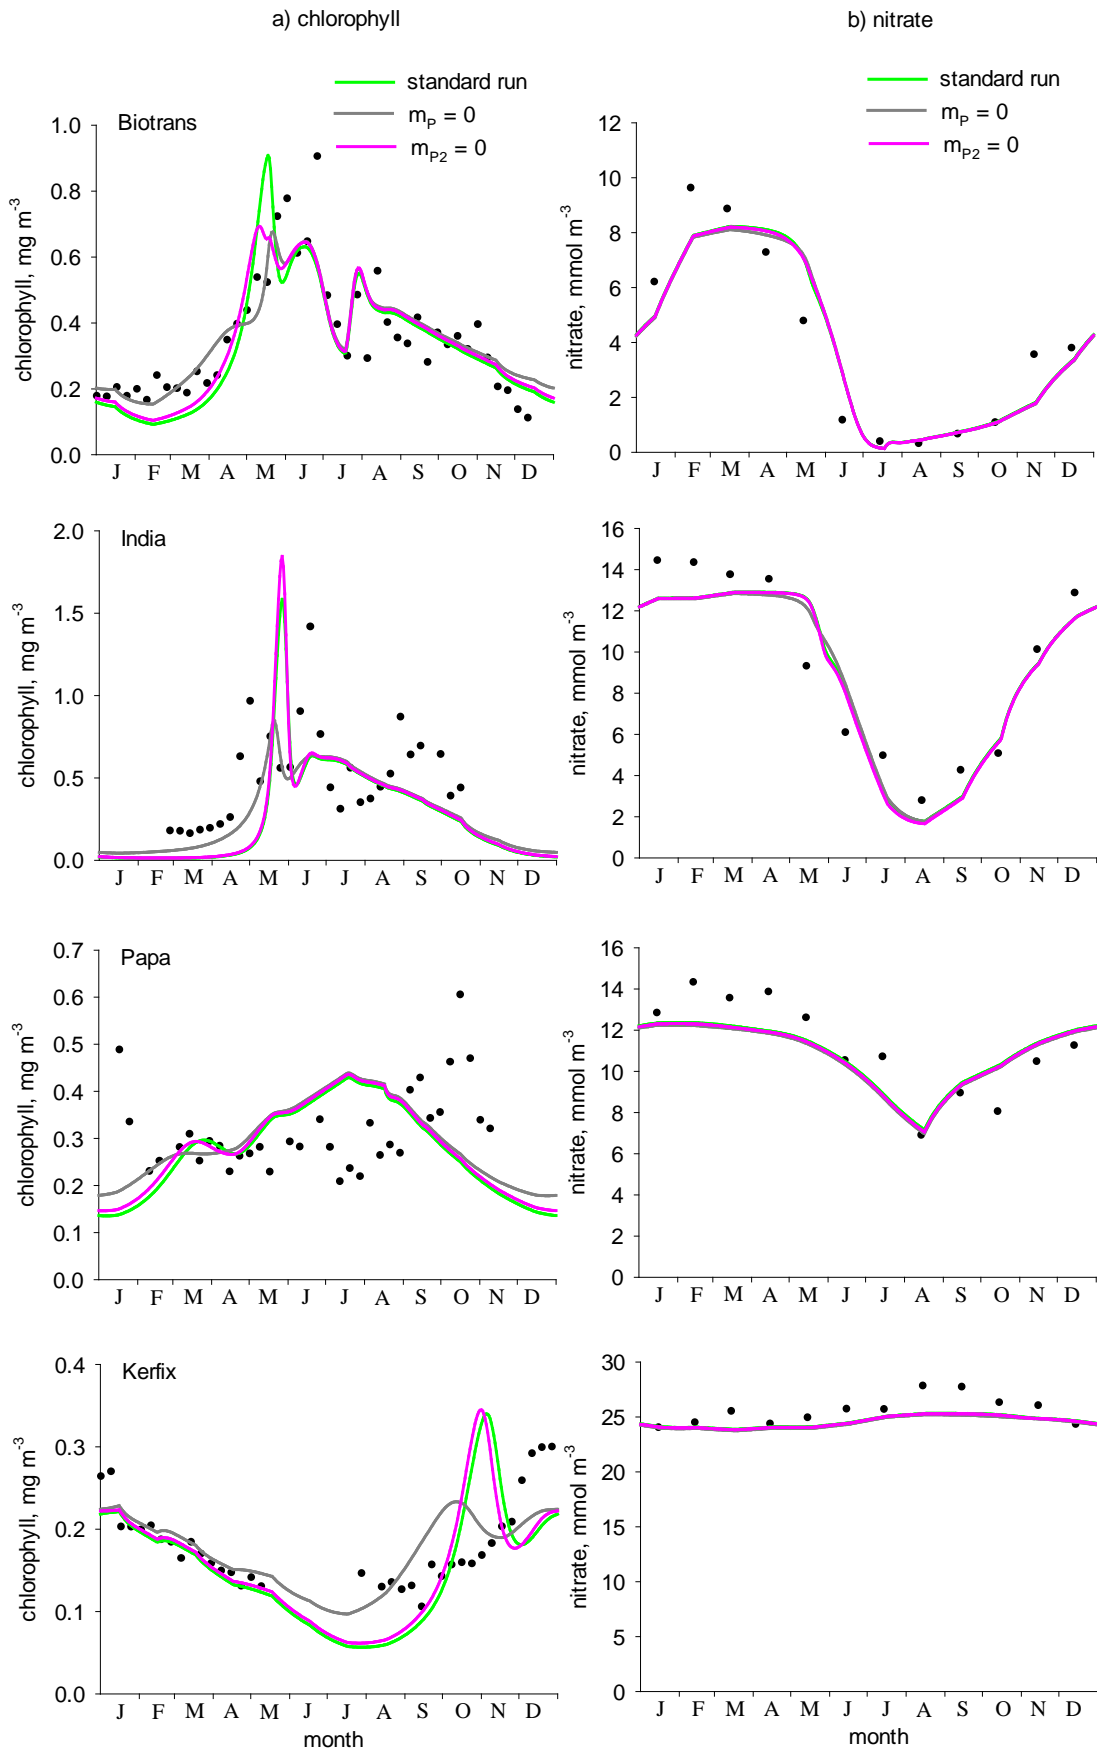 a) chlorophyll
b) nitrate
standard run
m_P = 0
m_P2 = 0
standard run
m_P = 0
m_P2 = 0
Biotrans
chlorophyll, mg m^-3
1.0
0.8
0.6
0.4
0.2
0.0
J F M A M J J A S O N D
nitrate, mmol m^-3
12
10
8
6
4
2
0
J F M A M J J A S O N D
India
chlorophyll, mg m^-3
2.0
1.5
1.0
0.5
0.0
J F M A M J J A S O N D
nitrate, mmol m^-3
16
14
12
10
8
6
4
2
0
J F M A M J J A S O N D
Papa
chlorophyll, mg m^-3
0.7
0.6
0.5
0.4
0.3
0.2
0.1
0.0
J F M A M J J A S O N D
nitrate, mmol m^-3
16
14
12
10
8
6
4
2
0
J F M A M J J A S O N D
Kerfix
chlorophyll, mg m^-3
0.4
0.3
0.2
0.1
0.0
J F M A M J J A S O N D
month
nitrate, mmol m^-3
30
25
20
15
10
5
0
J F M A M J J A S O N D
month